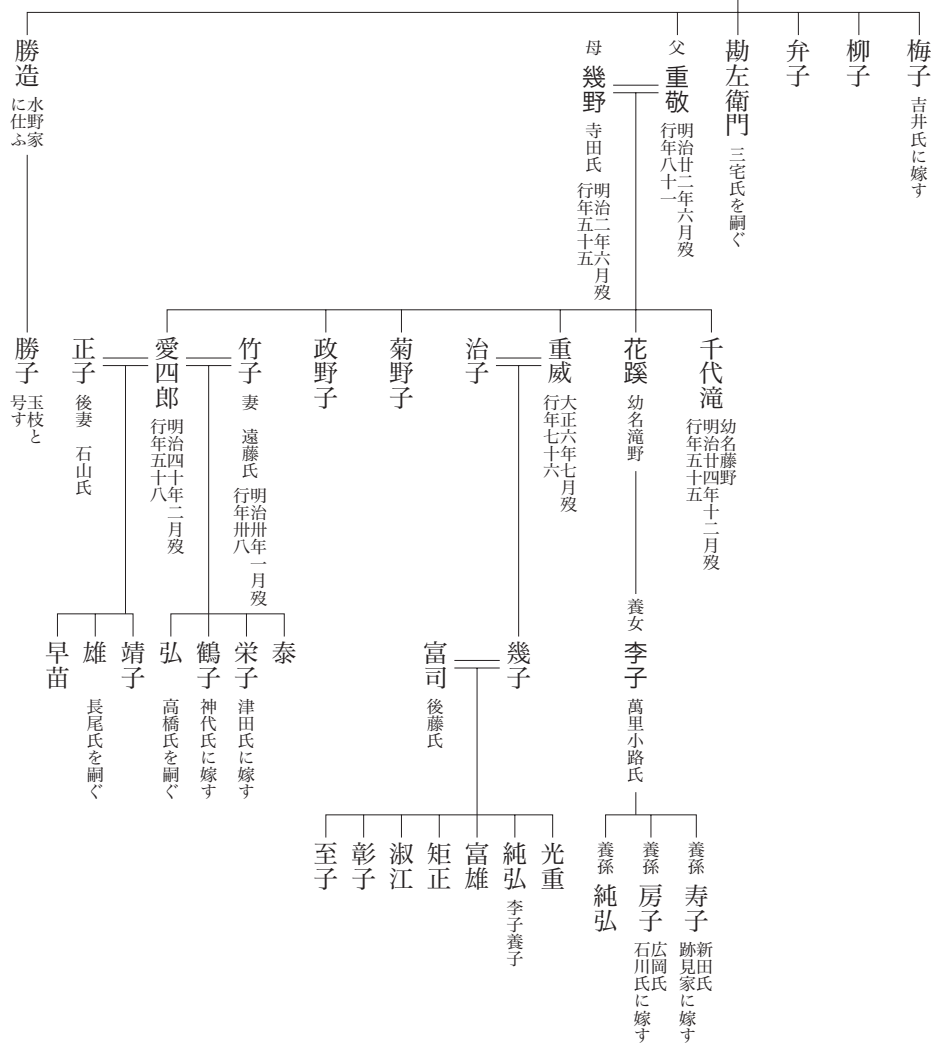 梅子 吉井氏に嫁す
柳子
弁子
勘左衛門 三宅氏を嗣ぐ
父 重敬 明治廿二年六月歿
行年八十一
母 幾野 寺田氏 明治二年六月歿
行年五十五
勝造 水野家
に仕ふ
千代滝 幼名藤野
明治廿四年十二月歿
行年五十五
花蹊 幼名滝野
重威 大正六年七月歿
行年七十六
治子
菊野子
政野子
竹子 妻 遠藤氏 明治卅年一月歿
行年卅八
愛四郎 明治四十年二月歿
行年五十八
正子 後妻 石山氏
勝子 玉枝と
号す
養女 李子 萬里小路氏
幾子
富司 後藤氏
泰
栄子 津田氏に嫁す
鶴子 神代氏に嫁す
弘 高橋氏を嗣ぐ
靖子
雄 長尾氏を嗣ぐ
早苗
養孫 寿子 新田氏
跡見家に嫁す
養孫 房子 広岡氏
石川氏に嫁す
養孫 純弘
光重
純弘 李子養子
富雄
矩正
淑江
彰子
至子